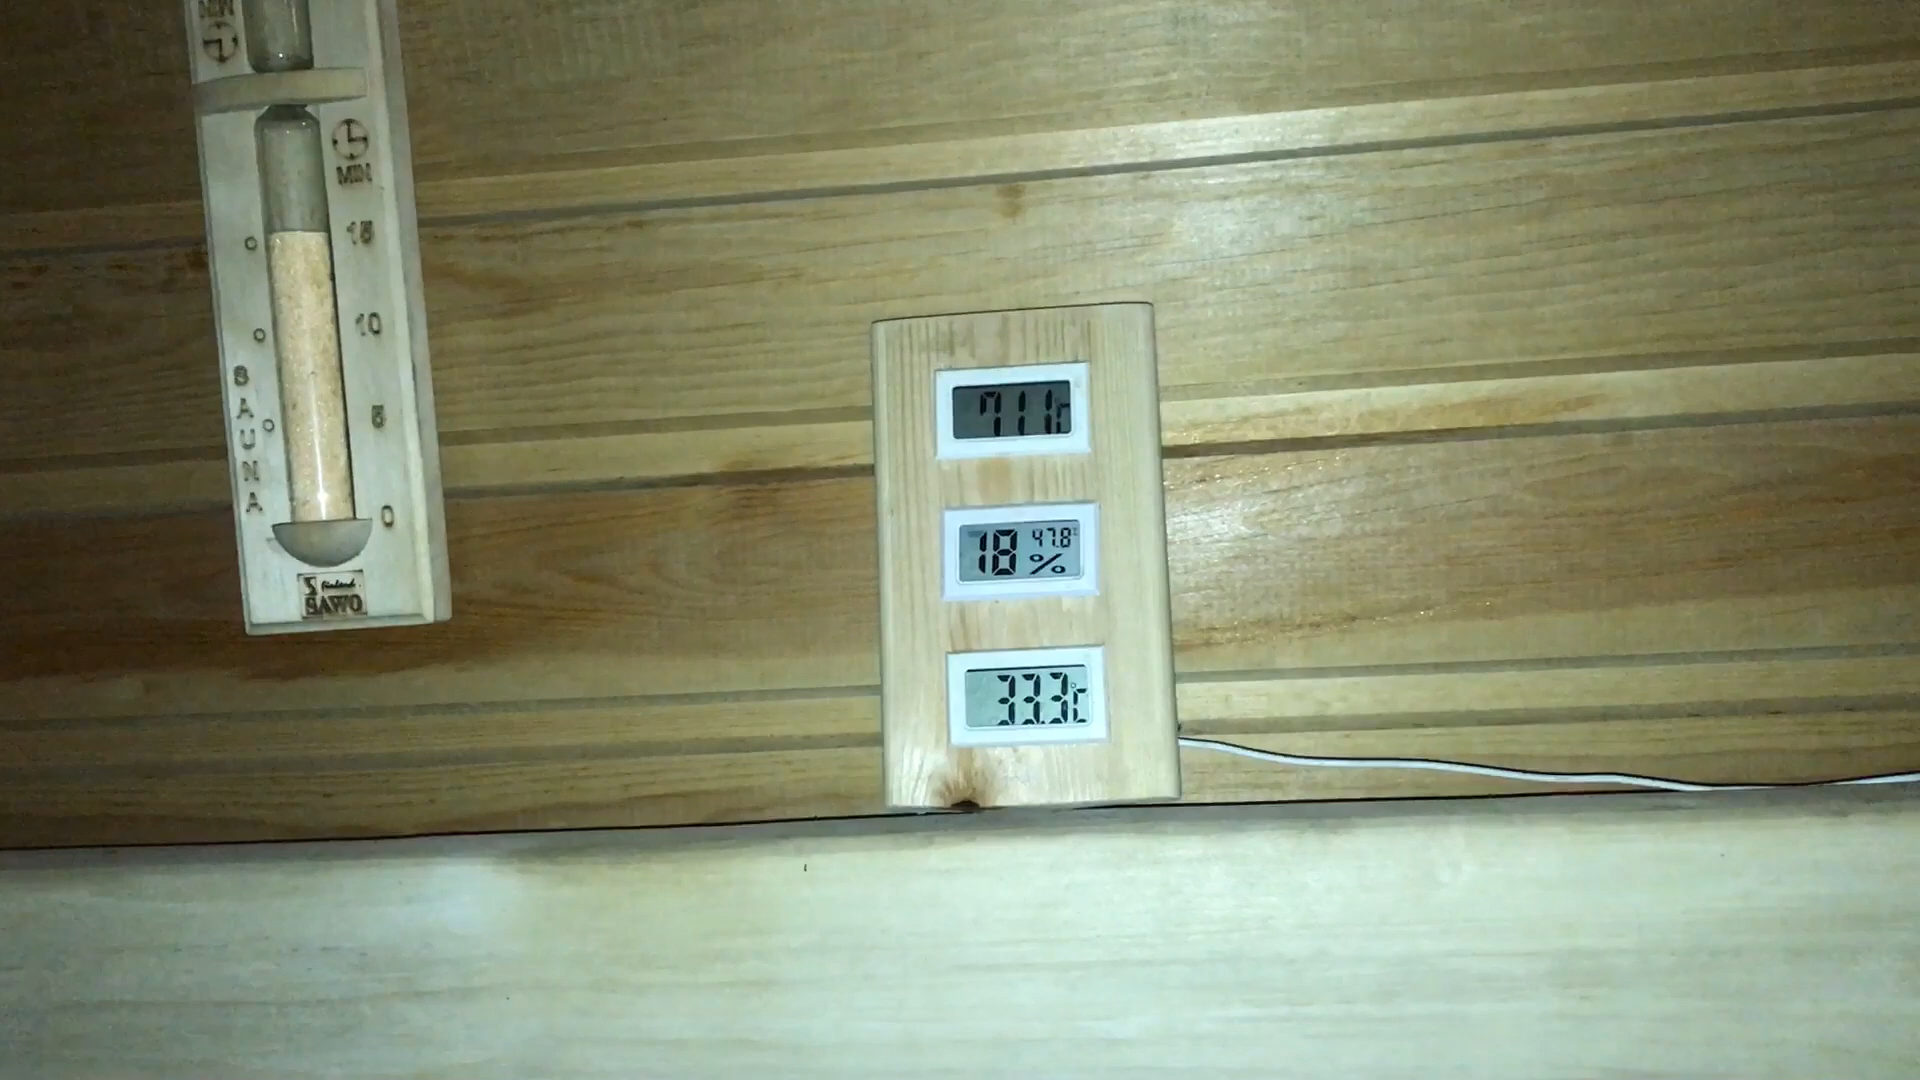 MIN
MIN
15
10
5
0
SAUNA
finland
SAWO
71.1°C
18 % 47.8°C
33.3°C